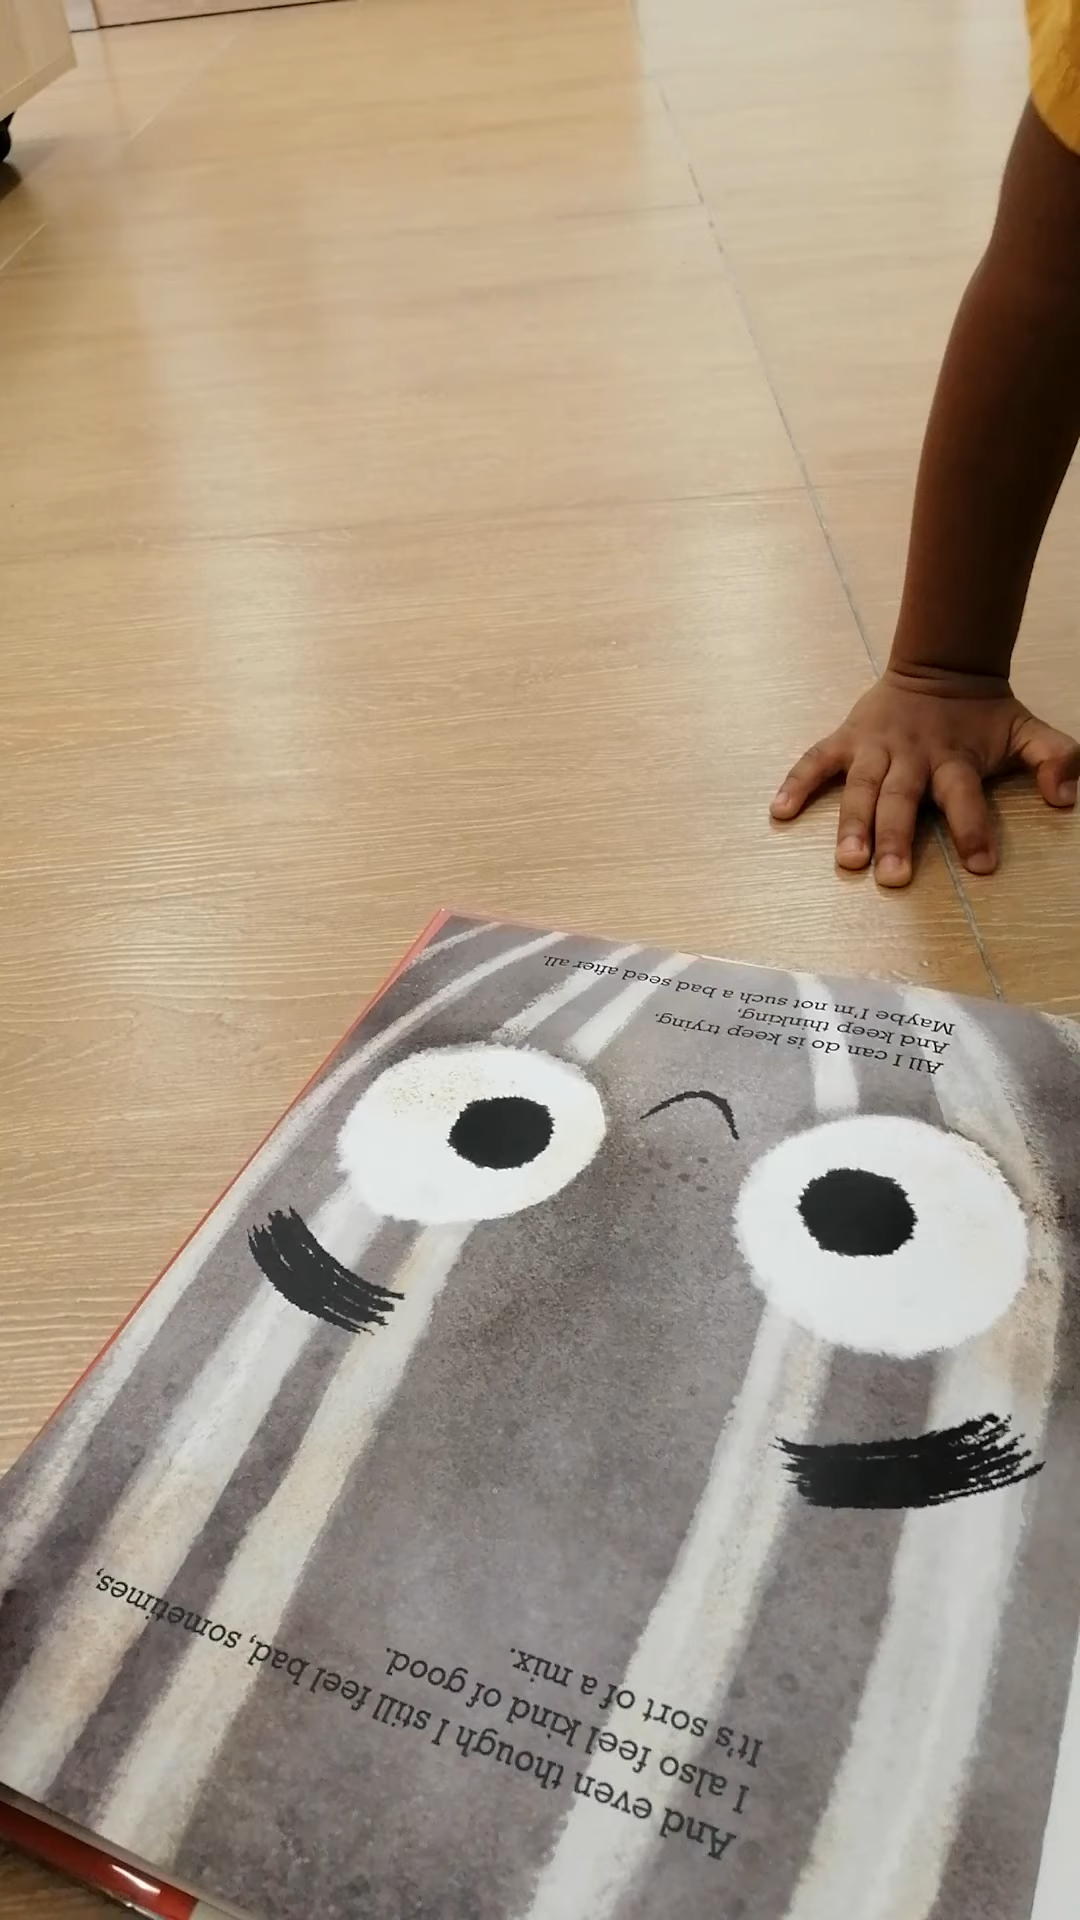 And even though I still feel bad, sometimes,
I also feel kind of good.
It's sort of a mix.
All I can do is keep trying.
And keep thinking,
Maybe I'm not such a bad seed after all.